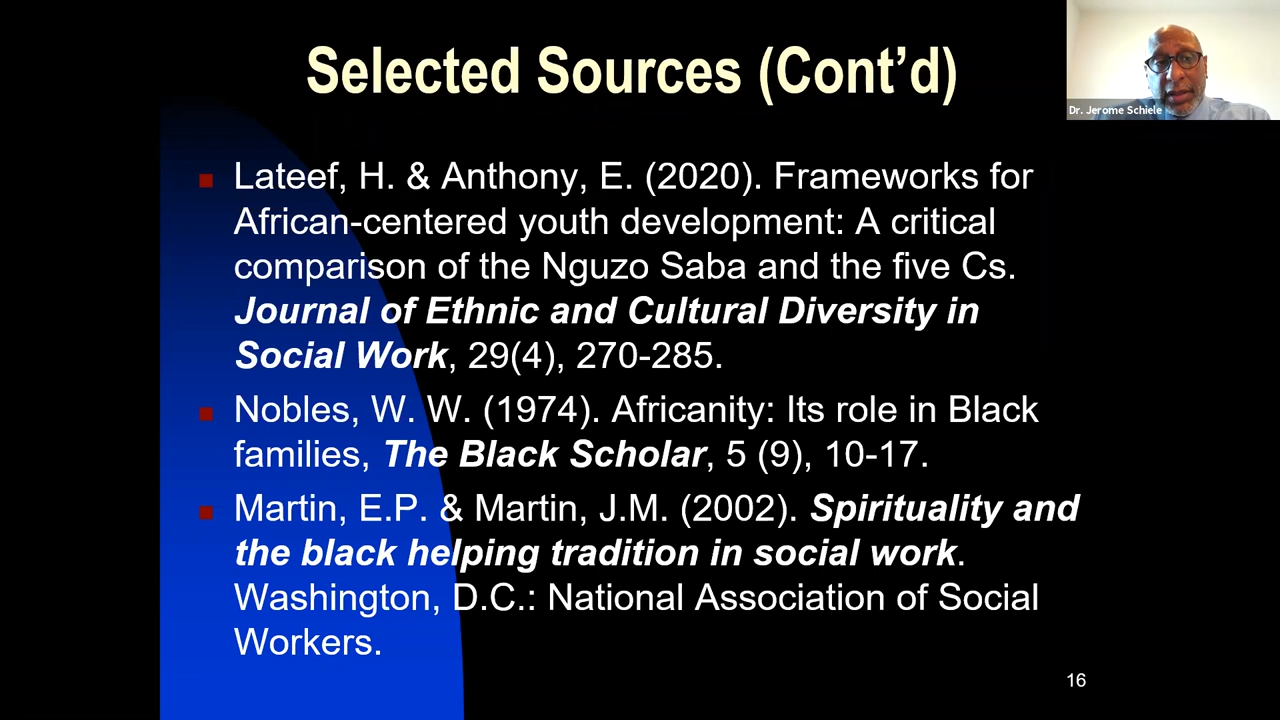 Selected Sources (Cont’d)
Dr. Jerome Schiele
Lateef, H. & Anthony, E. (2020). Frameworks for
African-centered youth development: A critical
comparison of the Nguzo Saba and the five Cs.
Journal of Ethnic and Cultural Diversity in
Social Work, 29(4), 270-285.
Nobles, W. W. (1974). Africanity: Its role in Black
families, The Black Scholar, 5 (9), 10-17.
Martin, E.P. & Martin, J.M. (2002). Spirituality and
the black helping tradition in social work.
Washington, D.C.: National Association of Social
Workers.
16